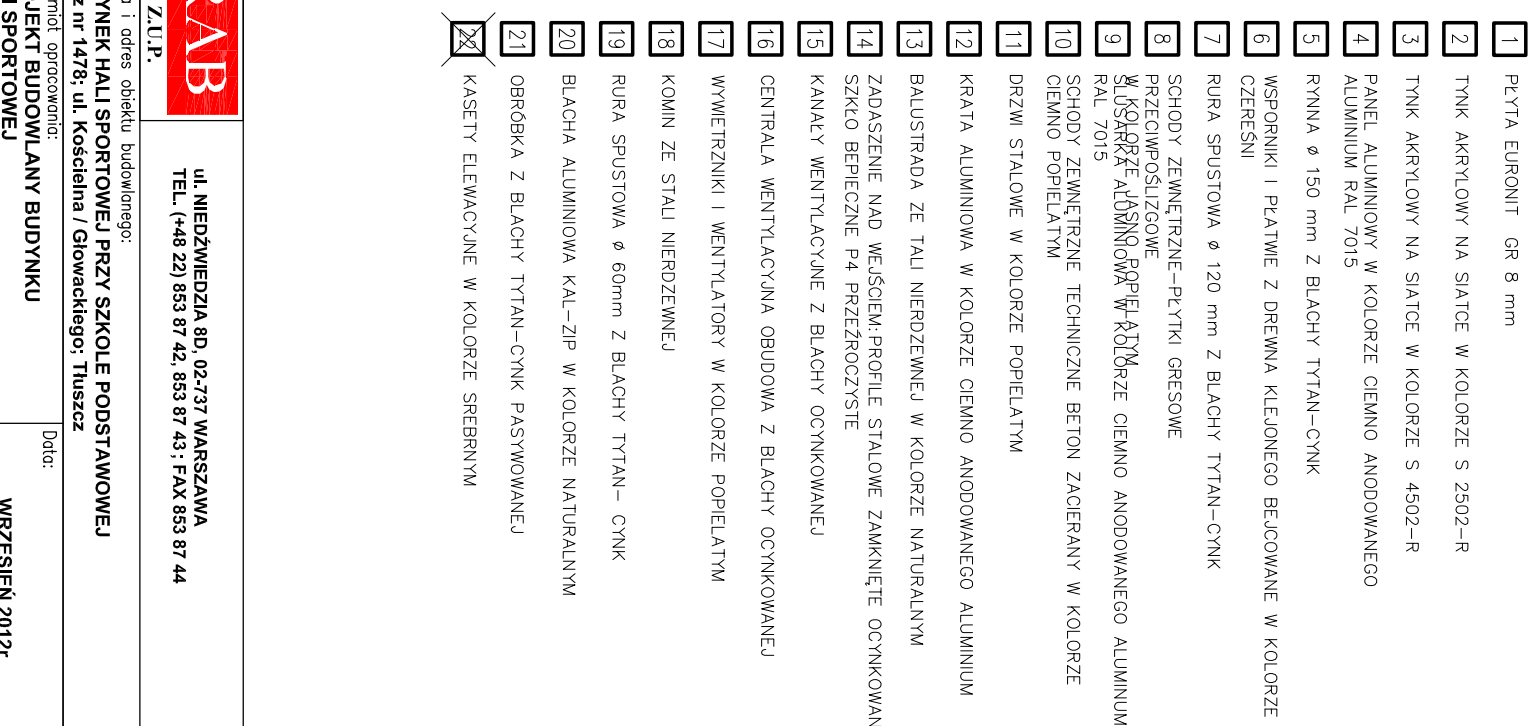 1 PŁYTA EURONIT GR 8 mm
2 TYNK AKRYLOWY NA SIATCE W KOLORZE S 2502-R
3 TYNK AKRYLOWY NA SIATCE W KOLORZE S 4502-R
4 PANEL ALUMINIOWY W KOLORZE CIEMNO ANODOWANEGO
ALUMINIUM RAL 7015
5 RYNNA ø 150 mm Z BLACHY TYTAN-CYNK
6 WSPORNIKI I PŁATWIE Z DREWNA KLEJONEGO BEJCOWANE W KOLORZE
CZEREŚNI
7 RURA SPUSTOWA ø 120 mm Z BLACHY TYTAN-CYNK
8 SCHODY ZEWNĘTRZNE-PŁYTKI GRESOWE
PRZECIWPOŚLIZGOWE
W KOLORZE JASNO POPIELATYM
9 ŚLUSARKA ALUMINIOWA W KOLORZE CIEMNO ANODOWANEGO ALUMINUM
RAL 7015
10 SCHODY ZEWNĘTRZNE TECHNICZNE BETON ZACIERANY W KOLORZE
CIEMNO POPIELATYM
11 DRZWI STALOWE W KOLORZE POPIELATYM
12 KRATA ALUMINIOWA W KOLORZE CIEMNO ANODOWANEGO ALUMINIUM
13 BALUSTRADA ZE TALI NIERDZEWNEJ W KOLORZE NATURALNYM
14 ZADASZENIE NAD WEJŚCIEM: PROFILE STALOWE ZAMKNIĘTE OCYNKOWAN
SZKŁO BEPIECZNE P4 PRZEŹROCZYSTE
15 KANAŁY WENTYLACYJNE Z BLACHY OCYNKOWANEJ
16 CENTRALA WENTYLACYJNA OBUDOWA Z BLACHY OCYNKOWANEJ
17 WYWIETRZNIKI I WENTYLATORY W KOLORZE POPIELATYM
18 KOMIN ZE STALI NIERDZEWNEJ
19 RURA SPUSTOWA ø 60mm Z BLACHY TYTAN- CYNK
20 BLACHA ALUMINIOWA KAL-ZIP W KOLORZE NATURALNYM
21 OBRÓBKA Z BLACHY TYTAN-CYNK PASYWOWANEJ
22 KASETY ELEWACYJNE W KOLORZE SREBRNYM
RAB
Z.U.P.
ul. NIEDŹWIEDZIA 8D, 02-737 WARSZAWA
TEL. (+48 22) 853 87 42, 853 87 43 ; FAX 853 87 44
a i adres obiektu budowlanego:
YNEK HALI SPORTOWEJ PRZY SZKOLE PODSTAWOWEJ
z nr 1478; ul. Kościelna / Głowackiego; Tłuszcz
miot opracowania:
JEKT BUDOWLANY BUDYNKU
I SPORTOWEJ
Data:
WRZESIEŃ 2012r